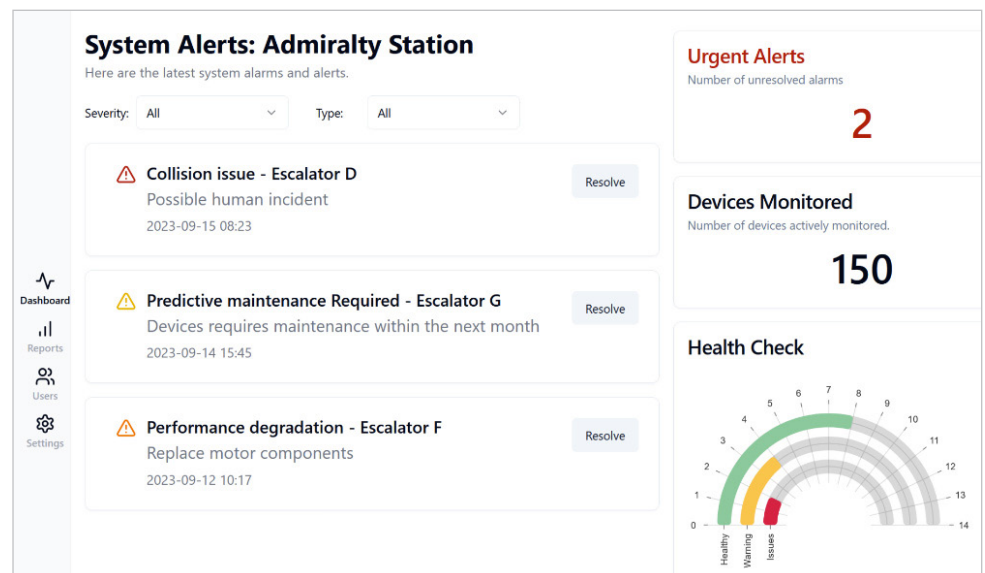 System Alerts: Admiralty Station
Here are the latest system alarms and alerts.
Severity: All Type: All
Collision issue - Escalator D
Possible human incident
2023-09-15 08:23
Resolve
Predictive maintenance Required - Escalator G
Devices requires maintenance within the next month
2023-09-14 15:45
Resolve
Performance degradation - Escalator F
Replace motor components
2023-09-12 10:17
Resolve
Dashboard
Reports
Users
Settings
Urgent Alerts
Number of unresolved alarms
2
Devices Monitored
Number of devices actively monitored.
150
Health Check
0
1
2
3
4
5
6
7
8
9
10
11
12
13
14
Healthy
Warning
Issues